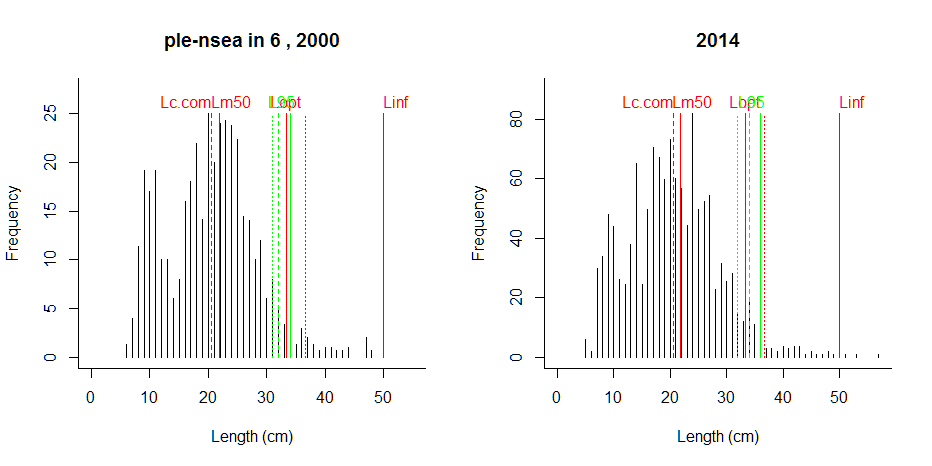 ple-nsea in 6 , 2000
Lc.com Lm50 L95 Lopt Linf
25
20
15
10
5
0
Frequency
0 10 20 30 40 50
Length (cm)
2014
Lc.com Lm50 Lopt L95 Linf
80
60
40
20
0
Frequency
0 10 20 30 40 50
Length (cm)